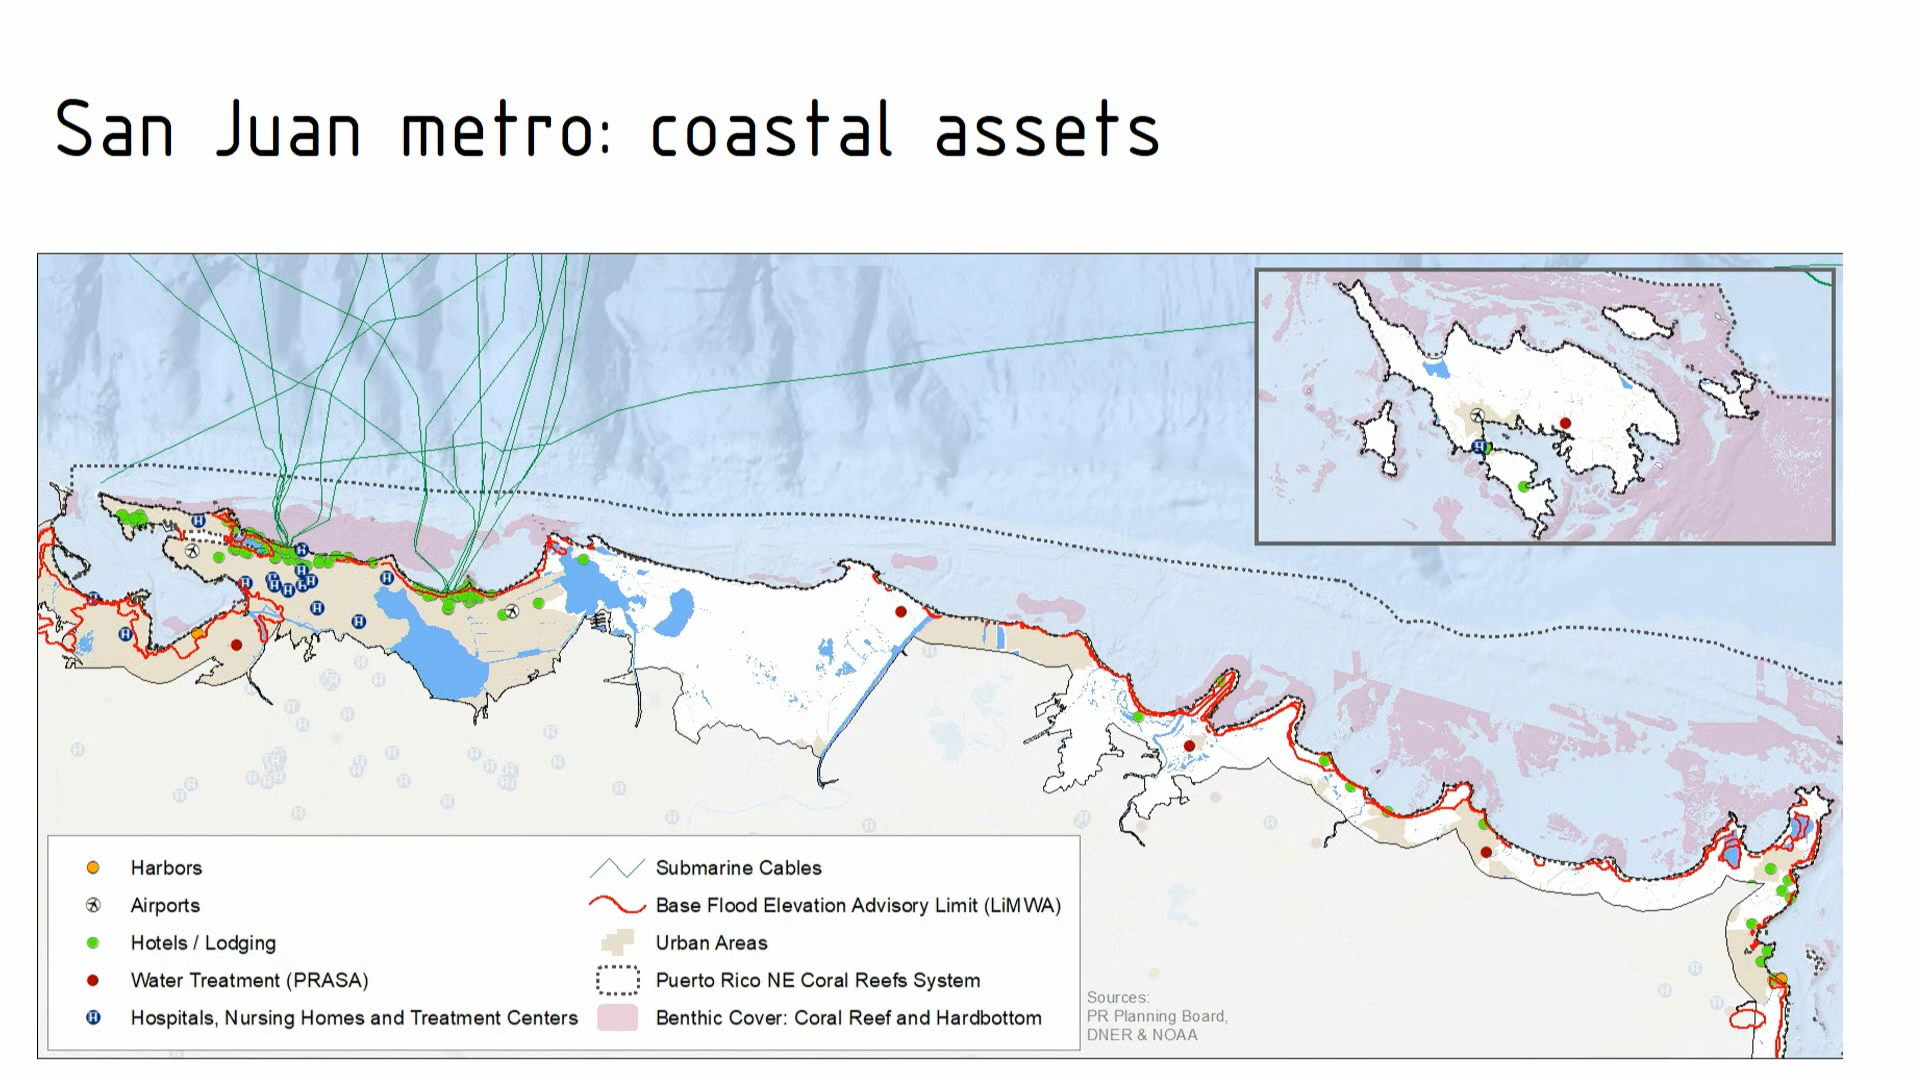 San Juan metro: coastal assets
Harbors
Airports
Hotels / Lodging
Water Treatment (PRASA)
Hospitals, Nursing Homes and Treatment Centers
Submarine Cables
Base Flood Elevation Advisory Limit (LiMWA)
Urban Areas
Puerto Rico NE Coral Reefs System
Benthic Cover: Coral Reef and Hardbottom
Sources:
PR Planning Board,
DNER & NOAA